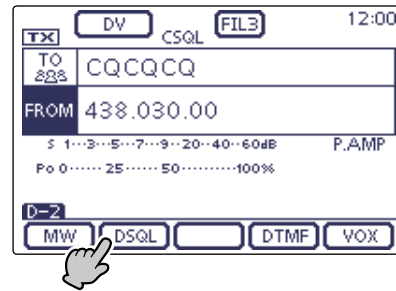 DV FIL3 12:00
TX CSQL
TO CQCQCQ
FROM 438.030.00
S 1···3···5···7···9··20··40··60dB P.AMP
Po 0······25······50·········100%
D-2
MW DSQL DTMF VOX